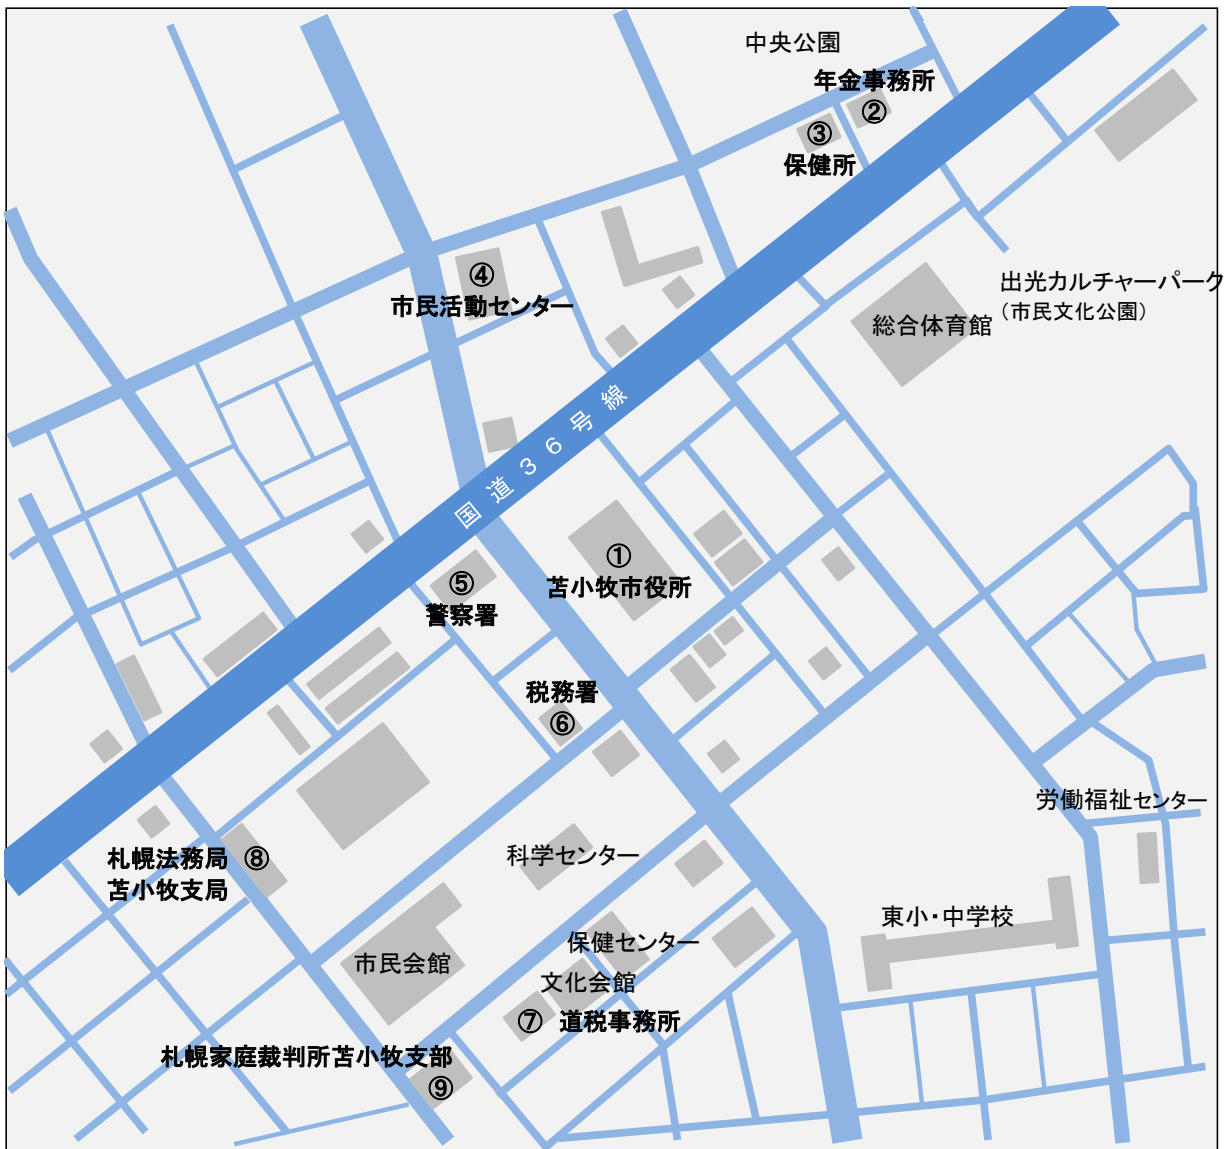 中央公園
年金事務所
②
③
保健所
④
市民活動センター
出光カルチャーパーク
（市民文化公園）
総合体育館
国道36号線
①
苫小牧市役所
⑤
警察署
税務署
⑥
労働福祉センター
札幌法務局 ⑧
苫小牧支局
科学センター
東小・中学校
保健センター
市民会館
文化会館
⑦ 道税事務所
札幌家庭裁判所苫小牧支部
⑨